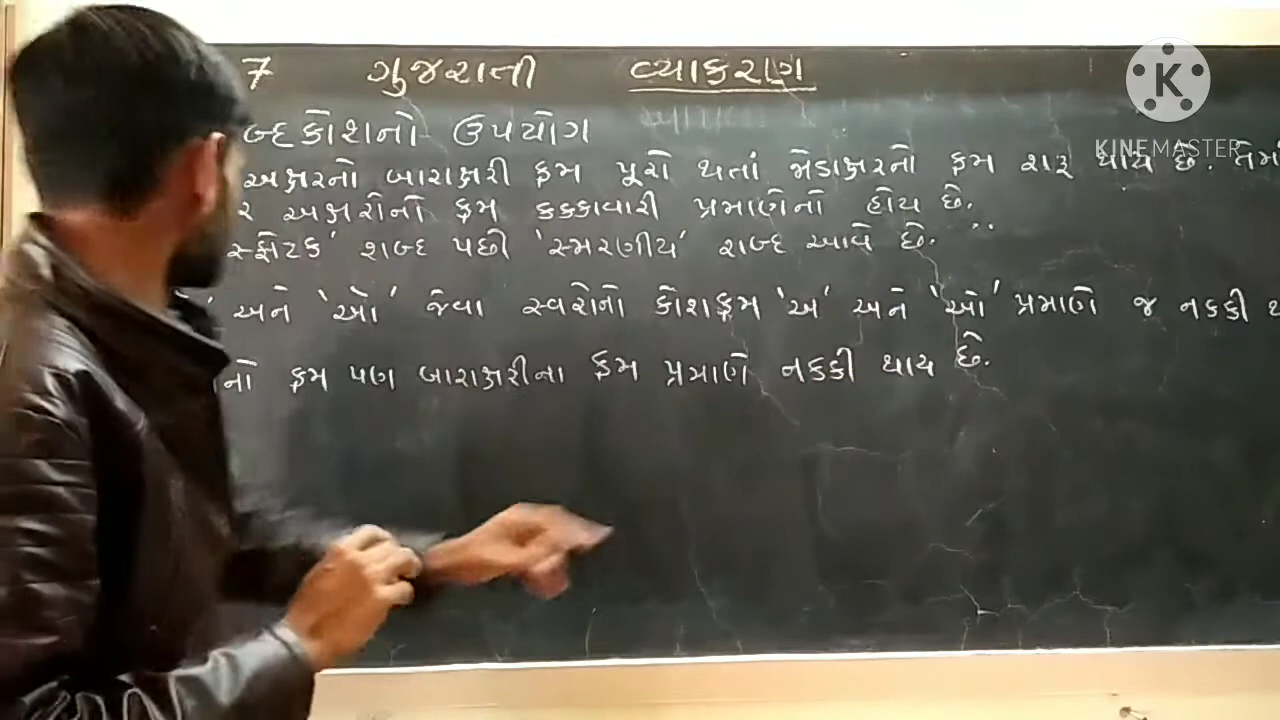 7 ગુજરાતી વ્યાકરણ
બ્દકોશનો ઉપયોગ
અક્ષરનો બારાક્ષરી ક્રમ પૂરો થતાં જોડાક્ષરનો ક્રમ શરૂ થાય છે. તેમાં
ર અક્ષરોનો ક્રમ કક્કાવારી પ્રમાણેનો હોય છે.
સ્ફોટક' શબ્દ પછી 'સ્મરણીય' શબ્દ આવે છે.
અને 'ઓ' જેવા સ્વરોનો કોશક્રમ 'અ' અને 'ઓ' પ્રમાણે જ નક્કી થ
નો ક્રમ પણ બારાક્ષરીના ક્રમ પ્રમાણે નક્કી થાય છે.
K
KINEMASTER